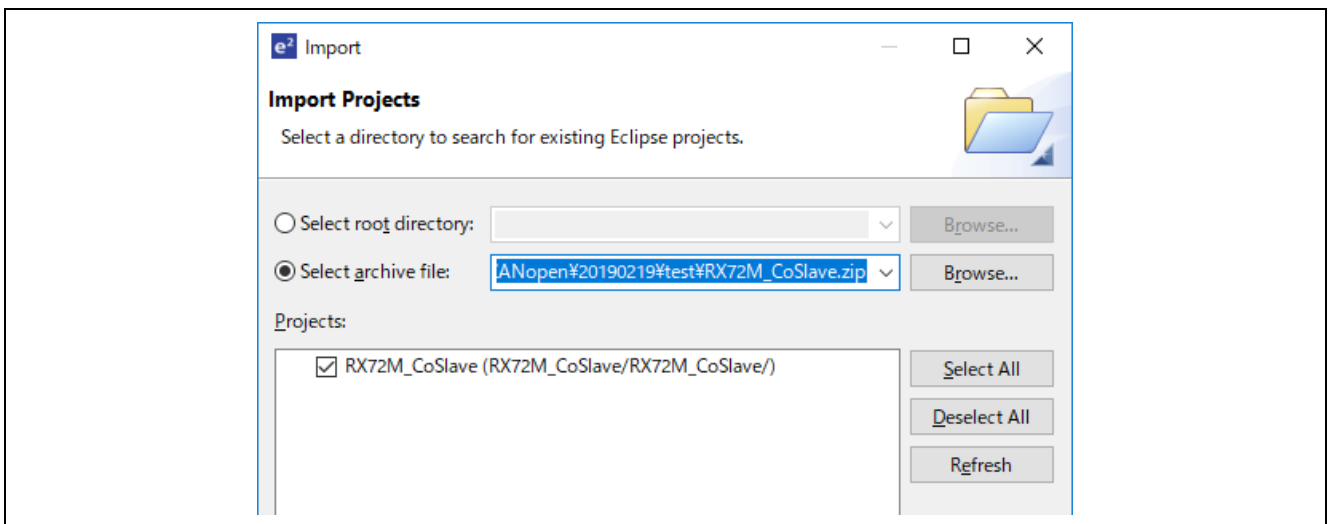 e² Import
Import Projects
Select a directory to search for existing Eclipse projects.
Select root directory:
Browse...
Select archive file:
ANopen¥20190219¥test¥RX72M_CoSlave.zip
Browse...
Projects:
RX72M_CoSlave (RX72M_CoSlave/RX72M_CoSlave/)
Select All
Deselect All
Refresh